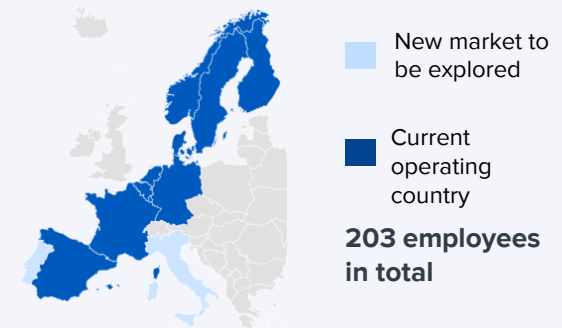 New market to
be explored
Current
operating
country
203 employees
in total